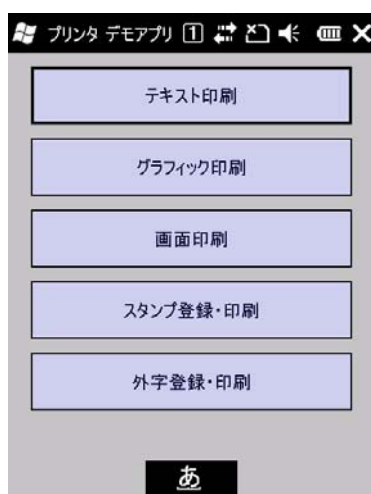 プリンタ デモアプリ 1
テキスト印刷
グラフィック印刷
画面印刷
スタンプ登録・印刷
外字登録・印刷
あ